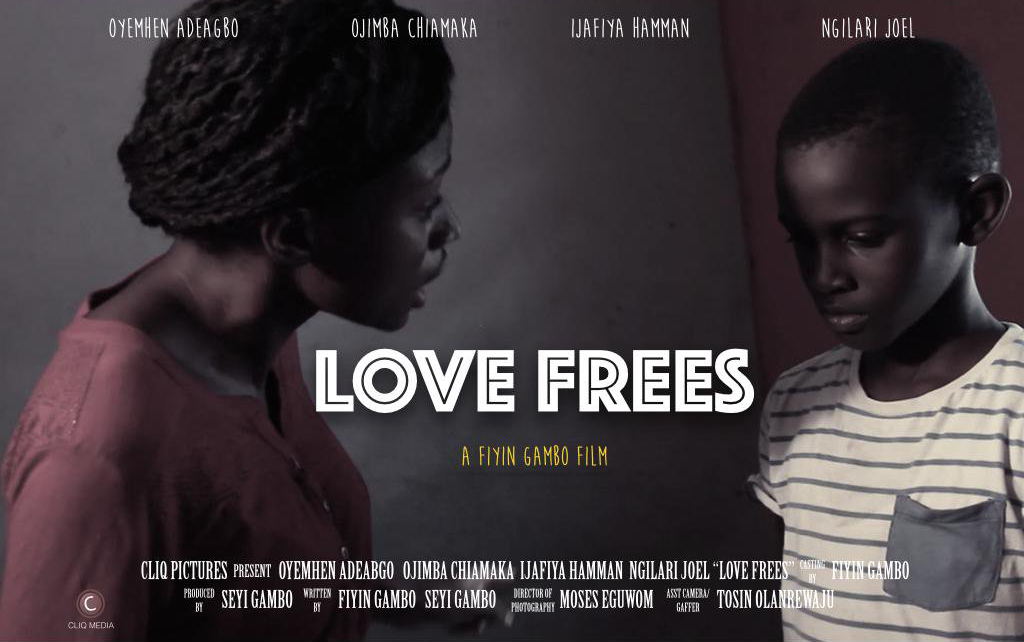 OYEMHEN ADEAGBO OJIMBA CHIAMAKA IJAFIYA HAMMAN NGILARI JOEL
LOVE FREES
A FIYIN GAMBO FILM
CLIQ PICTURES PRESENT OYEMHEN ADEABGO OJIMBA CHIAMAKA IJAFIYA HAMMAN NGILARI JOEL “LOVE FREES” CASTING BY FIYIN GAMBO
PRODUCED BY SEYI GAMBO WRITTEN BY FIYIN GAMBO SEYI GAMBO DIRECTOR OF PHOTOGRAPHY MOSES EGUWOM ASST CAMERA/ GAFFER TOSIN OLANREWAJU
C
CLIQ MEDIA